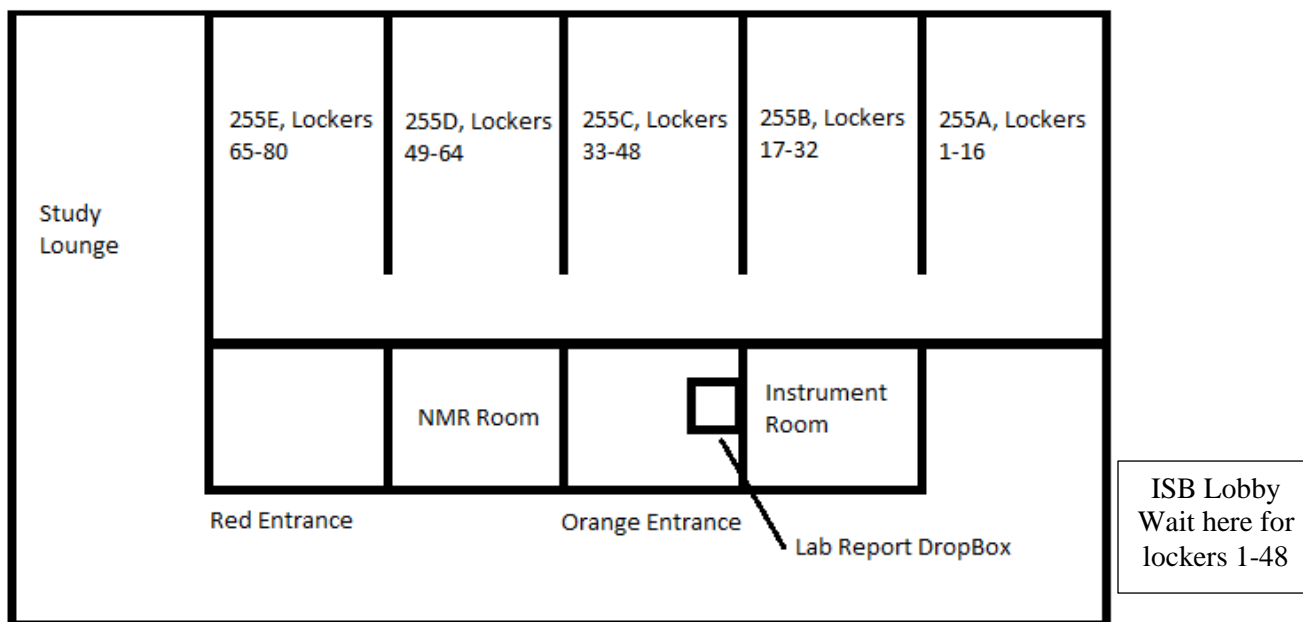 255E, Lockers
65-80
255D, Lockers
49-64
255C, Lockers
33-48
255B, Lockers
17-32
255A, Lockers
1-16
Study
Lounge
NMR Room
Instrument
Room
Red Entrance
Orange Entrance
Lab Report DropBox
ISB Lobby
Wait here for
lockers 1-48